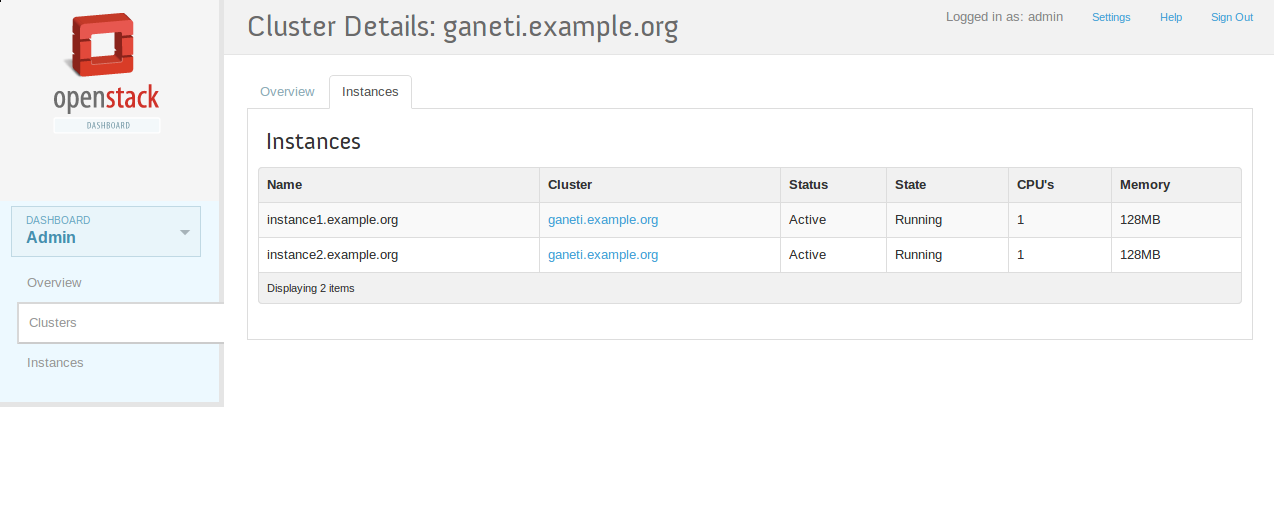 openstack
DASHBOARD
DASHBOARD
Admin
Overview
Clusters
Instances
Cluster Details: ganeti.example.org
Logged in as: admin Settings Help Sign Out
Overview Instances
Instances
Name Cluster Status State CPU's Memory
instance1.example.org ganeti.example.org Active Running 1 128MB
instance2.example.org ganeti.example.org Active Running 1 128MB
Displaying 2 items